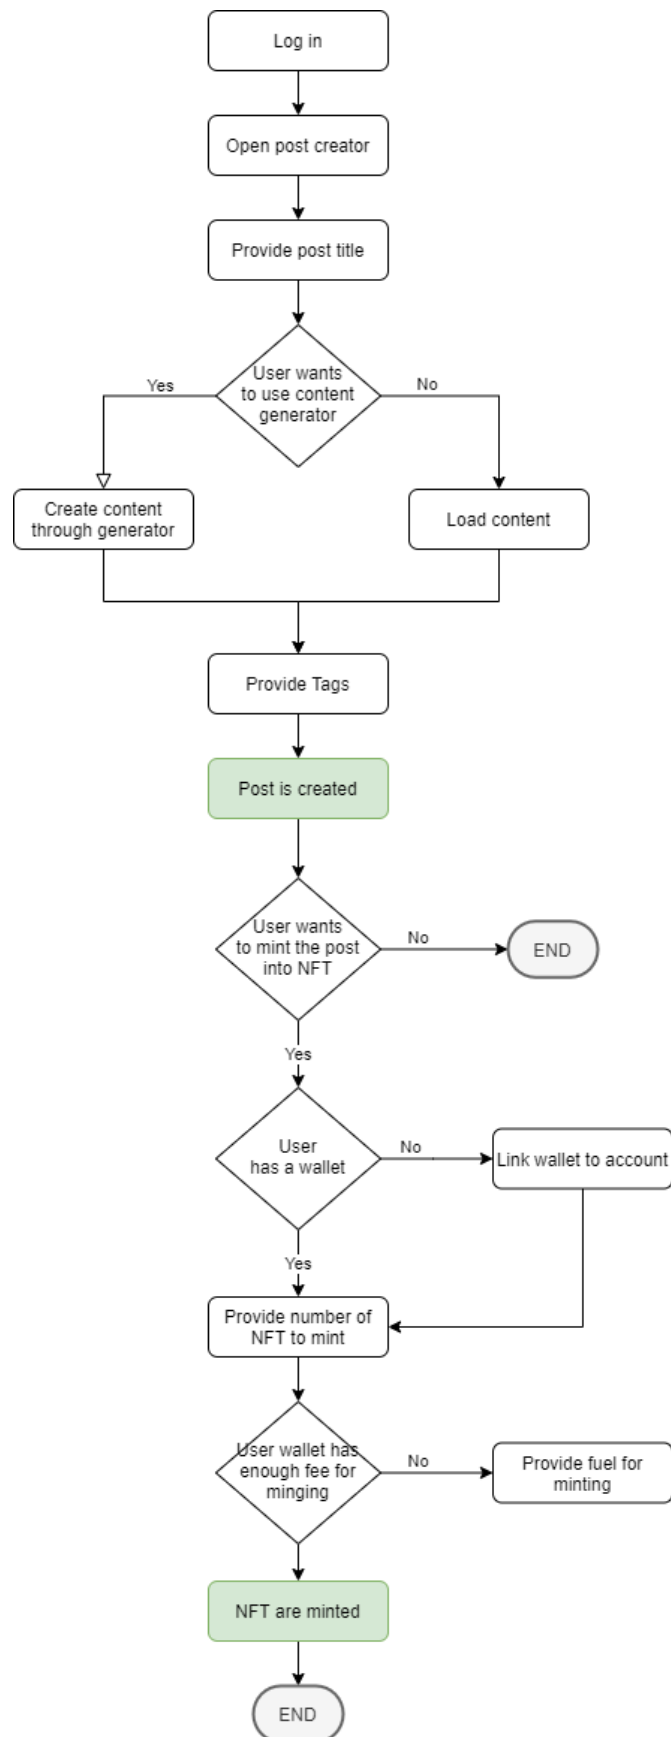 Log in
Open post creator
Provide post title
User wants
to use content
generator
Yes
No
Create content
through generator
Load content
Provide Tags
Post is created
User wants
to mint the post
into NFT
No
END
Yes
User
has a wallet
No
Link wallet to account
Yes
Provide number of
NFT to mint
User wallet has
enough fee for
minging
No
Provide fuel for
minting
NFT are minted
END